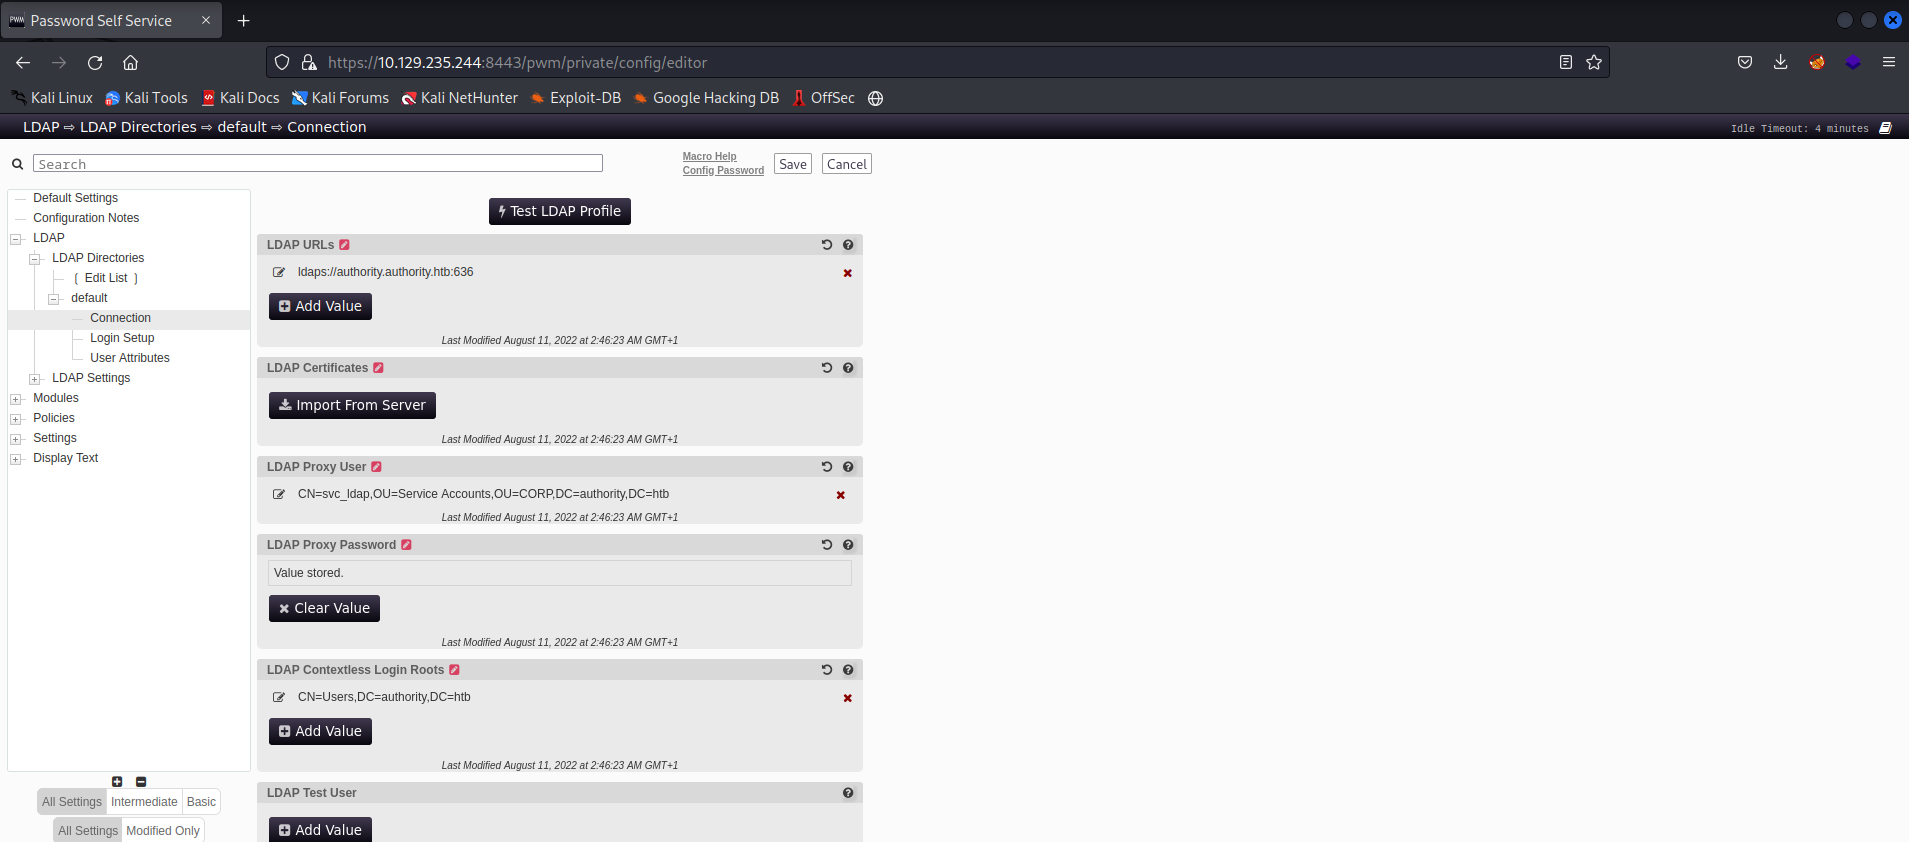 PWM Password Self Service
https://10.129.235.244:8443/pwm/private/config/editor
Kali Linux Kali Tools Kali Docs Kali Forums Kali NetHunter Exploit-DB Google Hacking DB OffSec
LDAP ⇨ LDAP Directories ⇨ default ⇨ Connection
Idle Timeout: 4 minutes
Search
Macro Help
Config Password
Save
Cancel
Default Settings
Configuration Notes
LDAP
LDAP Directories
[ Edit List ]
default
Connection
Login Setup
User Attributes
LDAP Settings
Modules
Policies
Settings
Display Text
All Settings Intermediate Basic
All Settings Modified Only
Test LDAP Profile
LDAP URLs
ldaps://authority.authority.htb:636
Add Value
Last Modified August 11, 2022 at 2:46:23 AM GMT+1
LDAP Certificates
Import From Server
Last Modified August 11, 2022 at 2:46:23 AM GMT+1
LDAP Proxy User
CN=svc_ldap,OU=Service Accounts,OU=CORP,DC=authority,DC=htb
Last Modified August 11, 2022 at 2:46:23 AM GMT+1
LDAP Proxy Password
Value stored.
Clear Value
Last Modified August 11, 2022 at 2:46:23 AM GMT+1
LDAP Contextless Login Roots
CN=Users,DC=authority,DC=htb
Add Value
Last Modified August 11, 2022 at 2:46:23 AM GMT+1
LDAP Test User
Add Value